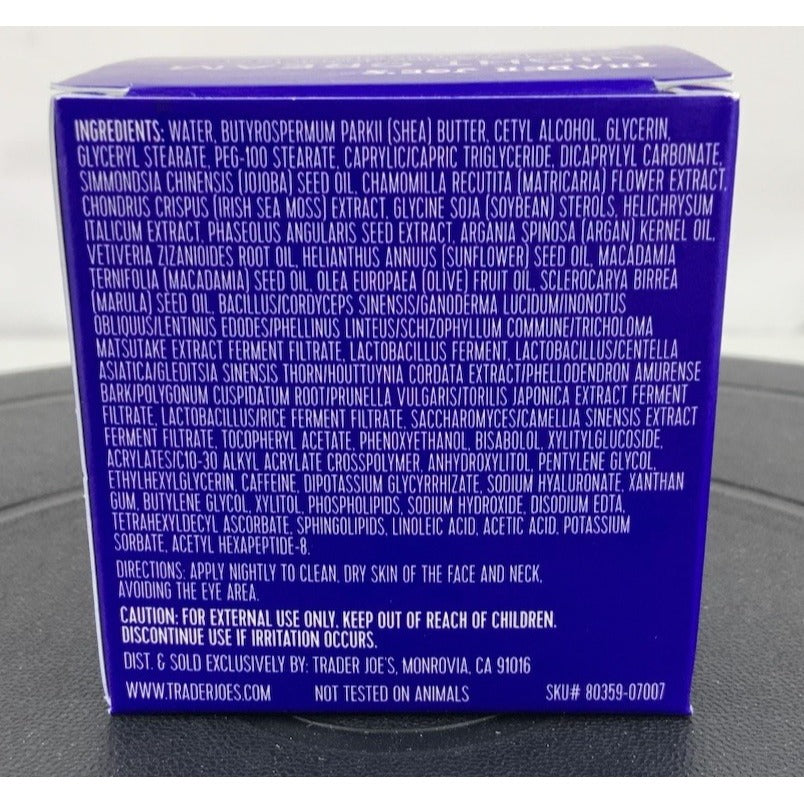 TRADER JOE'S
NIGHT CREAM
INGREDIENTS: WATER, BUTYROSPERMUM PARKII (SHEA) BUTTER, CETYL ALCOHOL, GLYCERIN,
GLYCERYL STEARATE, PEG-100 STEARATE, CAPRYLIC/CAPRIC TRIGLYCERIDE, DICAPRYLYL CARBONATE,
SIMMONDSIA CHINENSIS (JOJOBA) SEED OIL, CHAMOMILLA RECUTITA (MATRICARIA) FLOWER EXTRACT,
CHONDRUS CRISPUS (IRISH SEA MOSS) EXTRACT, GLYCINE SOJA (SOYBEAN) STEROLS, HELICHRYSUM
ITALICUM EXTRACT, PHASEOLUS ANGULARIS SEED EXTRACT, ARGANIA SPINOSA (ARGAN) KERNEL OIL,
VETIVERIA ZIZANOIDES ROOT OIL, HELIANTHUS ANNUUS (SUNFLOWER) SEED OIL, MACADAMIA
TERNIFOLIA (MACADAMIA) SEED OIL, OLEA EUROPAEA (OLIVE) FRUIT OIL, SCLEROCARYA BIRREA
(MARULA) SEED OIL, BACILLUS/CORDYCEPS SINENSIS/GANODERMA LUCIDUM/INONOTUS
OBLIQUUS/LENTINUS EDODES/PHELLINUS LINTEUS/SCHIZOPHYLLUM COMMUNE/TRICHOLOMA
MATSUTAKE EXTRACT FERMENT FILTRATE, LACTOBACILLUS FERMENT, LACTOBACILLUS/CENTELLA
ASIATICA/GLEDITSIA SINENSIS THORN/HOUTTUYNIA CORDATA EXTRACT/PHELLODENDRON AMURENSE
BARK/POLYGONUM CUSPIDATUM ROOT/PRUNELLA VULGARIS/TORILIS JAPONICA EXTRACT FERMENT
FILTRATE, LACTOBACILLUS/RICE FERMENT FILTRATE, SACCHAROMYCES/CAMELLIA SINENSIS EXTRACT
FERMENT FILTRATE, TOCOPHERYL ACETATE, PHENOXYETHANOL, BISABOLOL, XYLITYLGLUCOSIDE,
ACRYLATES/C10-30 ALKYL ACRYLATE CROSSPOLYMER, ANHYDROXYLITOL, PENTYLENE GLYCOL,
ETHYLHEXYLGLYCERIN, CAFFEINE, DIPOTASSIUM GLYCYRRHIZATE, SODIUM HYALURONATE, XANTHAN
GUM, BUTYLENE GLYCOL, XYLITOL, PHOSPHOLIPIDS, SODIUM HYDROXIDE, DISODIUM EDTA,
TETRAHEXYLDECYL ASCORBATE, SPHINGOLIPIDS, LINOLEIC ACID, ACETIC ACID, POTASSIUM
SORBATE, ACETYL HEXAPEPTIDE-8.
DIRECTIONS: APPLY NIGHTLY TO CLEAN, DRY SKIN OF THE FACE AND NECK,
AVOIDING THE EYE AREA.
CAUTION: FOR EXTERNAL USE ONLY. KEEP OUT OF REACH OF CHILDREN.
DISCONTINUE USE IF IRRITATION OCCURS.
DIST. & SOLD EXCLUSIVELY BY: TRADER JOE'S, MONROVIA, CA 91016
WWW.TRADERJOES.COM NOT TESTED ON ANIMALS SKU# 80359-07007